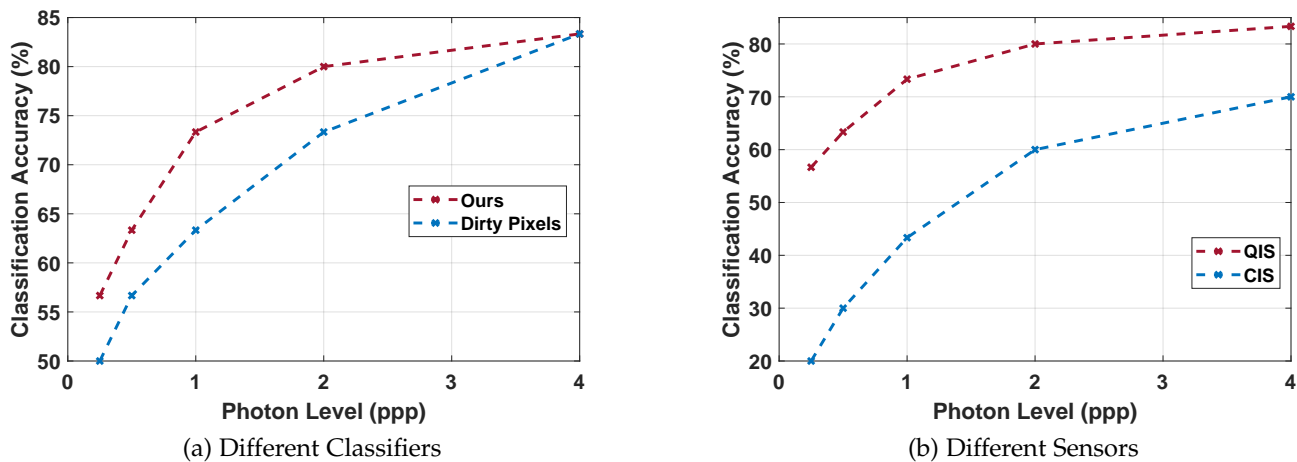 85
80
75
70
65
60
55
50
Classification Accuracy (%)
0 1 2 3 4
Photon Level (ppp)
Ours
Dirty Pixels
(a) Different Classifiers
80
70
60
50
40
30
20
Classification Accuracy (%)
0 1 2 3 4
Photon Level (ppp)
QIS
CIS
(b) Different Sensors